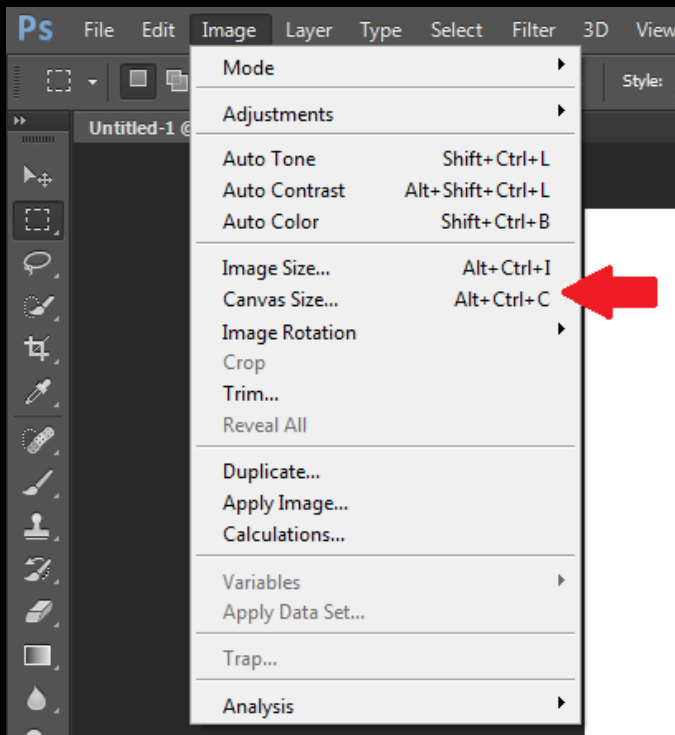 Ps File Edit Image Layer Type Select Filter 3D View
Style:
Untitled-1 @
Mode
Adjustments
Auto Tone Shift+Ctrl+L
Auto Contrast Alt+Shift+Ctrl+L
Auto Color Shift+Ctrl+B
Image Size... Alt+Ctrl+I
Canvas Size... Alt+Ctrl+C
Image Rotation
Crop
Trim...
Reveal All
Duplicate...
Apply Image...
Calculations...
Variables
Apply Data Set...
Trap...
Analysis